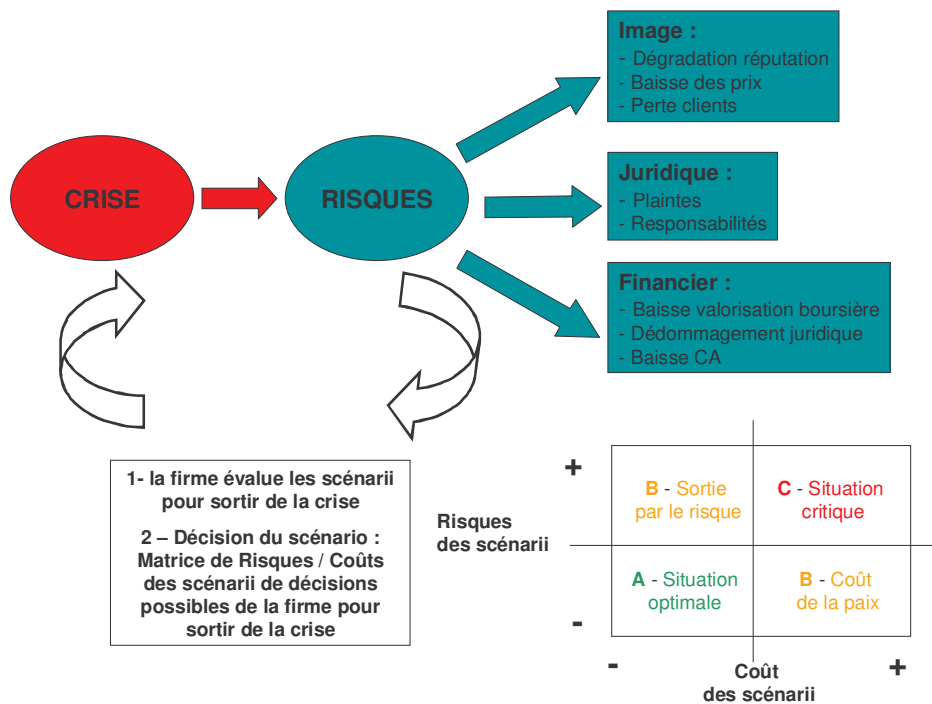 Image :
- Dégradation réputation
- Baisse des prix
- Perte clients
CRISE
RISQUES
Juridique :
- Plaintes
- Responsabilités
Financier :
- Baisse valorisation boursière
- Dédommagement juridique
- Baisse CA
1- la firme évalue les scénarii
pour sortir de la crise
2 – Décision du scénario :
Matrice de Risques / Coûts
des scénarii de décisions
possibles de la firme pour
sortir de la crise
Risques
des scénarii
+
-
B - Sortie
par le risque
C - Situation
critique
A - Situation
optimale
B - Coût
de la paix
-
+
Coût
des scénarii